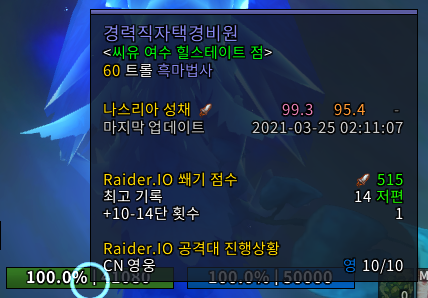 경력직자택경비원
<씨유 여수 힐스테이트 점>
60 트롤 흑마법사
나스리아 성채 99.3 95.4 -
마지막 업데이트 2021-03-25 02:11:07
Raider.IO 쐐기 점수 515
최고 기록 14 저편
+10-14단 횟수 1
Raider.IO 공격대 진행상황
CN 영웅 영 10/10
100.0% | 41080 100.0% | 50000